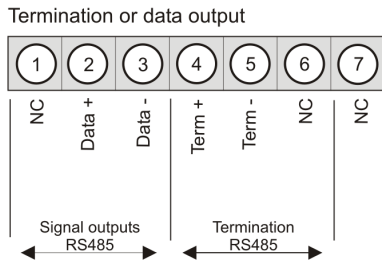 Termination or data output
1 2 3 4 5 6 7
NC Data + Data - Term + Term - NC NC
Signal outputs Termination
RS485 RS485